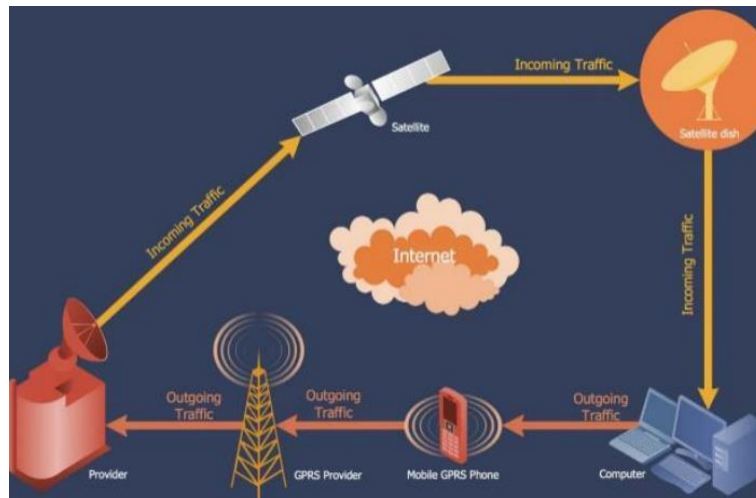 Incoming Traffic
Satellite dish
Satellite
Incoming Traffic
Incoming Traffic
Internet
Outgoing
Traffic
Outgoing
Traffic
Outgoing
Traffic
Provider
GPRS Provider
Mobile GPRS Phone
Computer